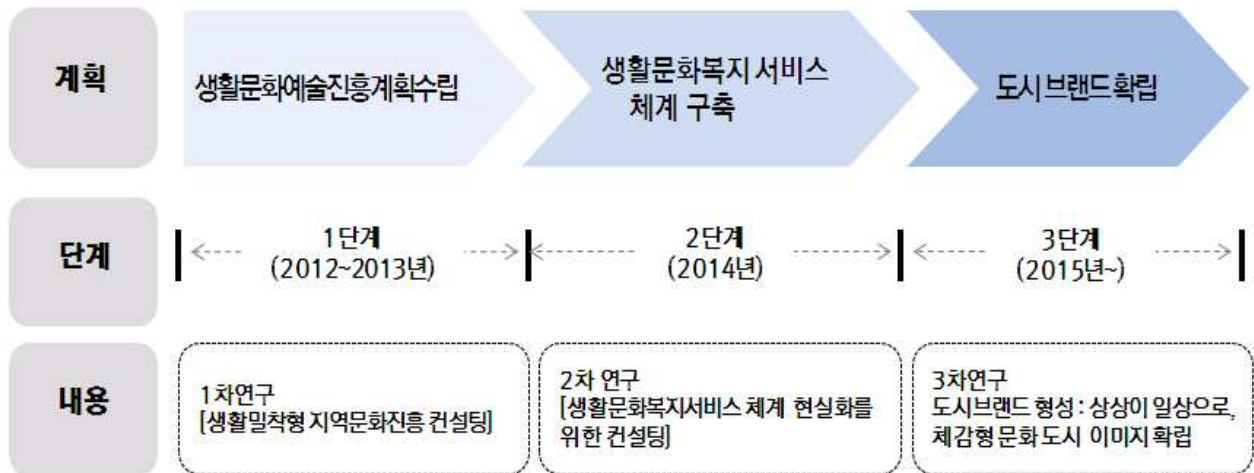 계획
생활문화예술진흥계획수립
생활문화복지 서비스
체계 구축
도시 브랜드 확립
단계
1단계
(2012~2013년)
2단계
(2014년)
3단계
(2015년~)
내용
1차연구
[생활밀착형 지역문화진흥 컨설팅]
2차 연구
[생활문화복지서비스 체계 현실화를
위한 컨설팅]
3차연구
도시브랜드 형성 : 상상이 일상으로,
체감형 문화 도시 이미지 확립